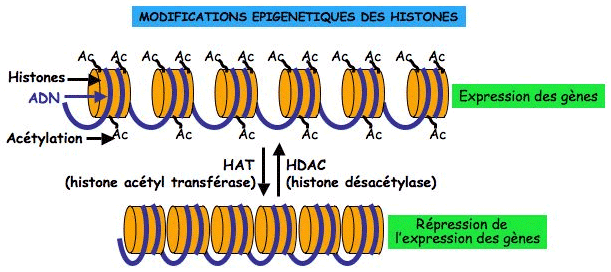 MODIFICATIONS EPIGENETIQUES DES HISTONES
Ac Ac Ac Ac Ac Ac Ac Ac Ac Ac Ac Ac
Histones
ADN
Expression des gènes
Acétylation
Ac Ac Ac Ac Ac Ac
HAT
(histone acétyl transférase)
HDAC
(histone désacétylase)
Répression de
l'expression des gènes